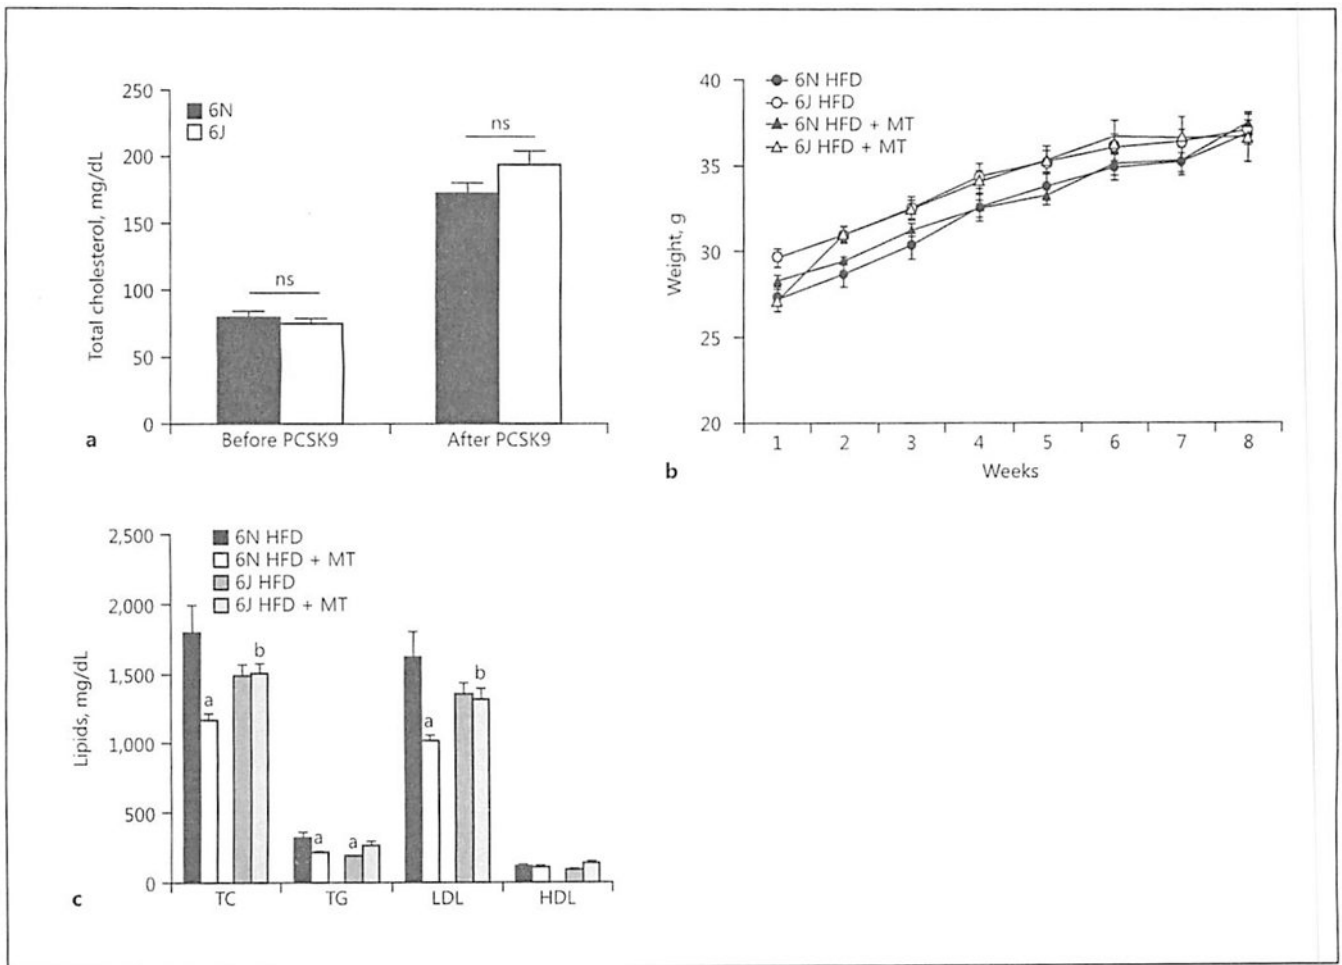 250
200
150
100
50
0
Total cholesterol, mg/dL
6N
6J
ns
ns
Before PCSK9
After PCSK9
a
40
35
30
25
20
Weight, g
6N HFD
6J HFD
6N HFD + MT
6J HFD + MT
1 2 3 4 5 6 7 8
Weeks
b
2,500
2,000
1,500
1,000
500
0
Lipids, mg/dL
6N HFD
6N HFD + MT
6J HFD
6J HFD + MT
a
b
a
a
a
b
TC
TG
LDL
HDL
c